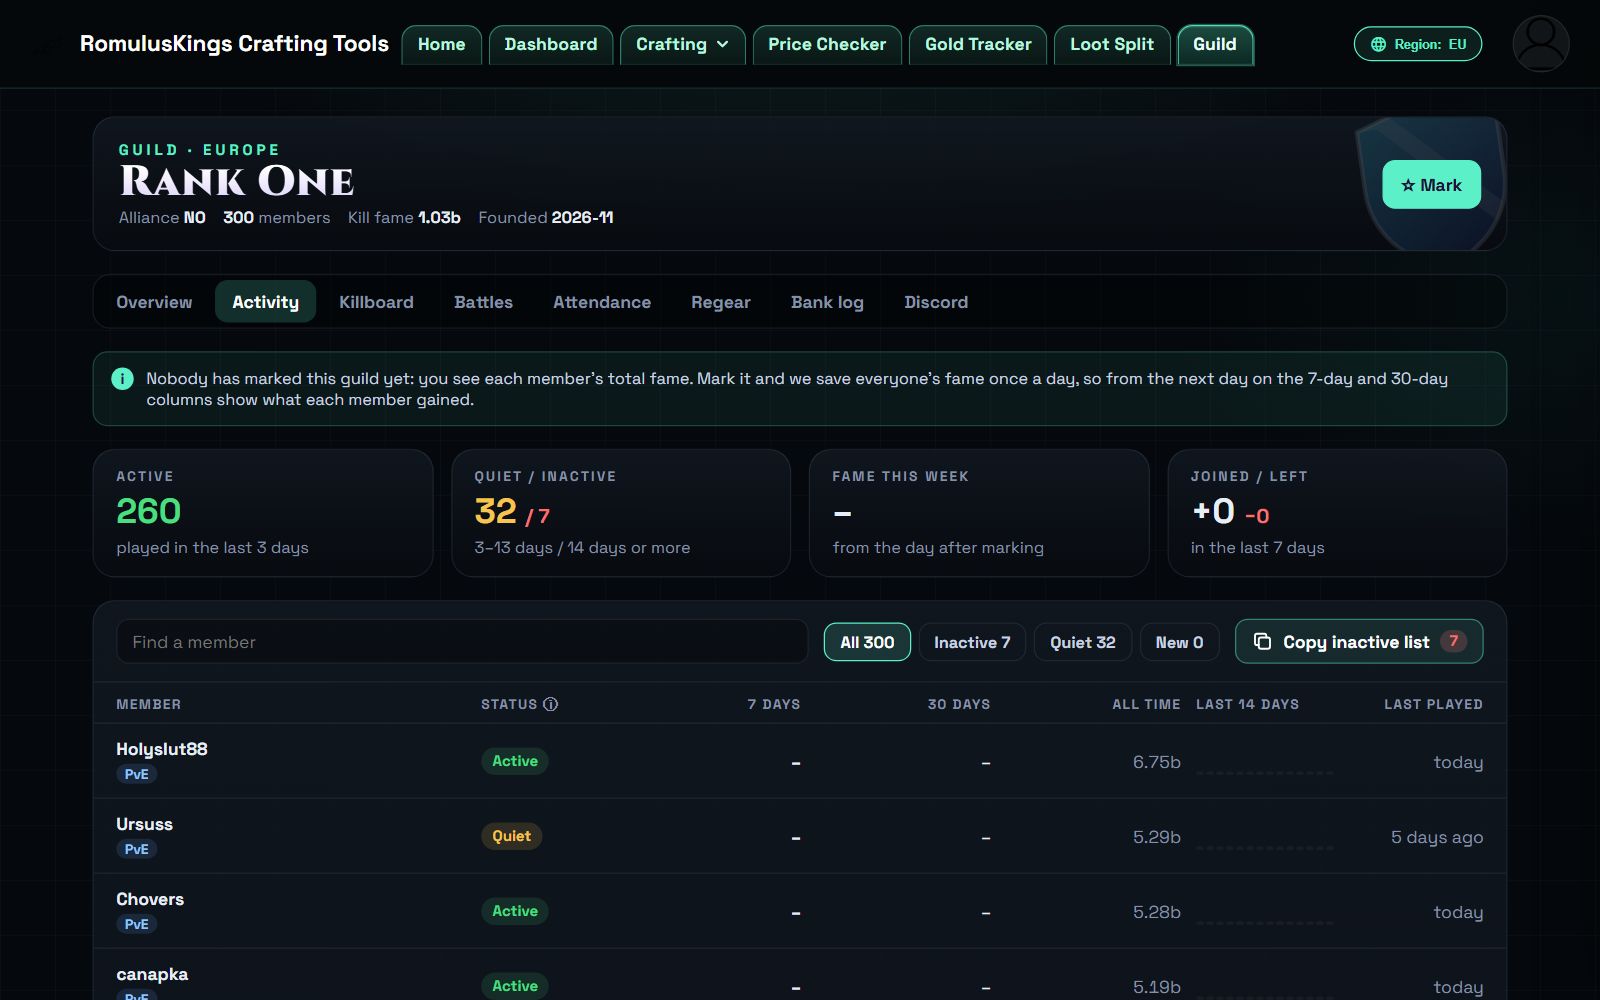 RomulusKings Crafting Tools
Home
Dashboard
Crafting
Price Checker
Gold Tracker
Loot Split
Guild
Region: EU
GUILD · EUROPE
RANK ONE
Alliance NO 300 members Kill fame 1.03b Founded 2026-11
☆ Mark
Overview
Activity
Killboard
Battles
Attendance
Regear
Bank log
Discord
Nobody has marked this guild yet: you see each member's total fame. Mark it and we save everyone's fame once a day, so from the next day on the 7-day and 30-day
columns show what each member gained.
ACTIVE
260
played in the last 3 days
QUIET / INACTIVE
32 / 7
3–13 days / 14 days or more
FAME THIS WEEK
–
from the day after marking
JOINED / LEFT
+0 −0
in the last 7 days
Find a member
All 300
Inactive 7
Quiet 32
New 0
Copy inactive list 7
MEMBER STATUS 7 DAYS 30 DAYS ALL TIME LAST 14 DAYS LAST PLAYED
Holyslut88
PvE
Active – – 6.75b today
Ursuss
PvE
Quiet – – 5.29b 5 days ago
Chovers
PvE
Active – – 5.28b today
canapka
PvE
Active – – 5.19b today